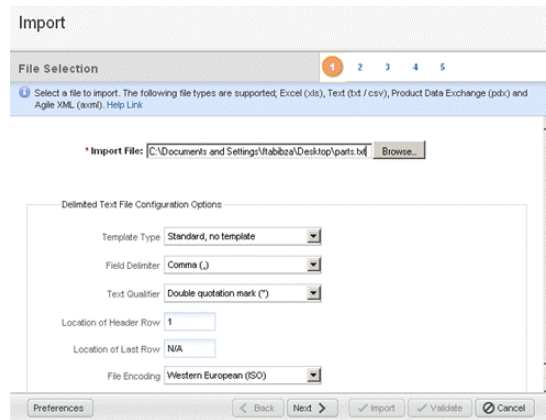 Import
File Selection
1 2 3 4 5
Select a file to import. The following file types are supported; Excel (xls), Text (txt / csv), Product Data Exchange (pdx) and
Agile XML (axml). Help Link
* Import File: C:\Documents and Settings\ftabibza\Desktop\parts.txt Browse...
Delimited Text File Configuration Options
Template Type Standard, no template
Field Delimiter Comma (,)
Text Qualifier Double quotation mark (")
Location of Header Row 1
Location of Last Row N/A
File Encoding Western European (ISO)
Preferences < Back Next > Import Validate Cancel